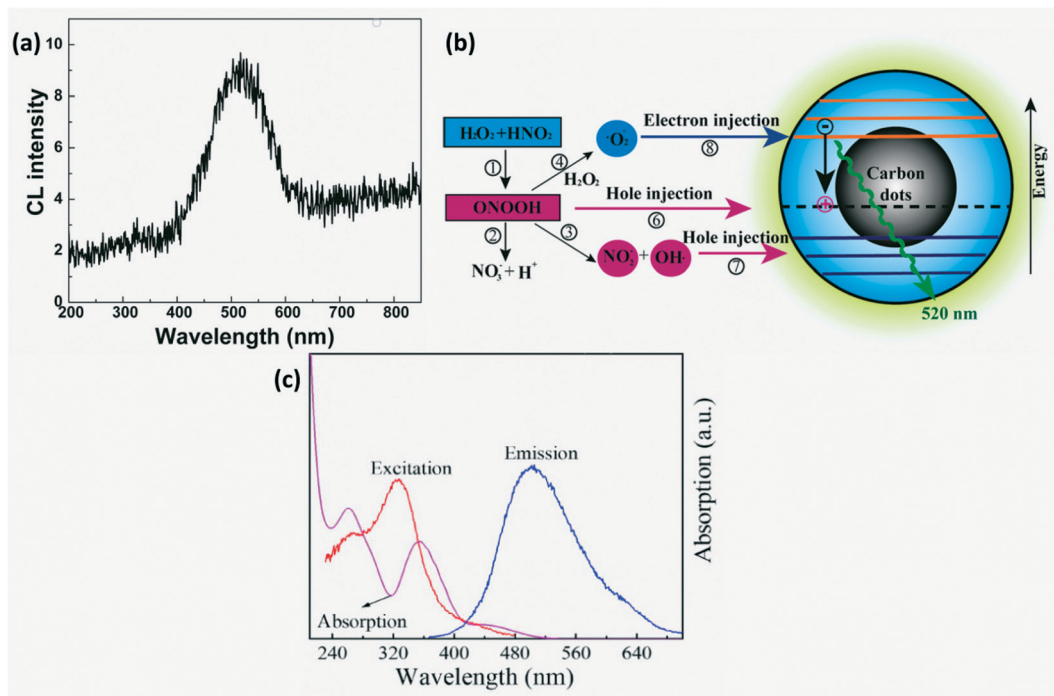 (a)
CL intensity
10
8
6
4
2
0
200 300 400 500 600 700 800
Wavelength (nm)
(b)
H₂O₂ +HNO₂
①
④
H₂O₂
·O₂⁻
Electron injection
⑧
ONOOH
Hole injection
⑥
②
③
NO₃⁻ + H⁺
NO₂· + OH·
Hole injection
⑦
-
+
Carbon
dots
520 nm
Energy
(c)
Excitation
Emission
Absorption
Absorption (a.u.)
240 320 400 480 560 640
Wavelength (nm)